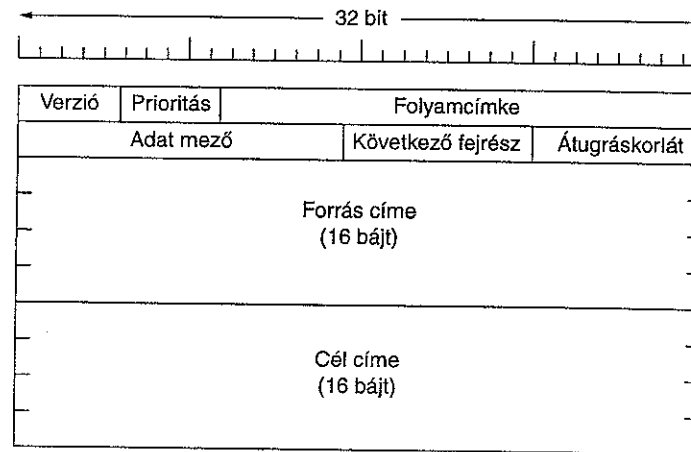 32 bit
Verzió Prioritás Folyamcímke
Adat mező Következő fejrész Átugráskorlát
Forrás címe
(16 bájt)
Cél címe
(16 bájt)